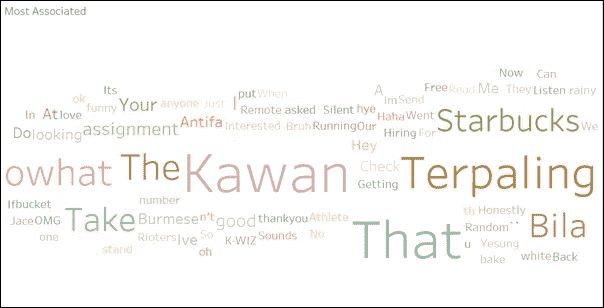 Most Associated
Now Can
Its put When A Free Read Me They Listen rainy
ok funny Your anyone Just I Remote asked Silent hye Im Send
In At love Antifa Haha Went Starbucks We
Do looking assignment Interested Bruh Running Our Hiring For
Hey
owhat The Kawan Check Terpaling
Getting
Ifbucket number th Honestly
Jace OMG Take Burmese n't good thankyou Athlete That Random`` Bila
one Rioters Ive So K-WIZ Sounds No u Yesung
stand oh bake white Back